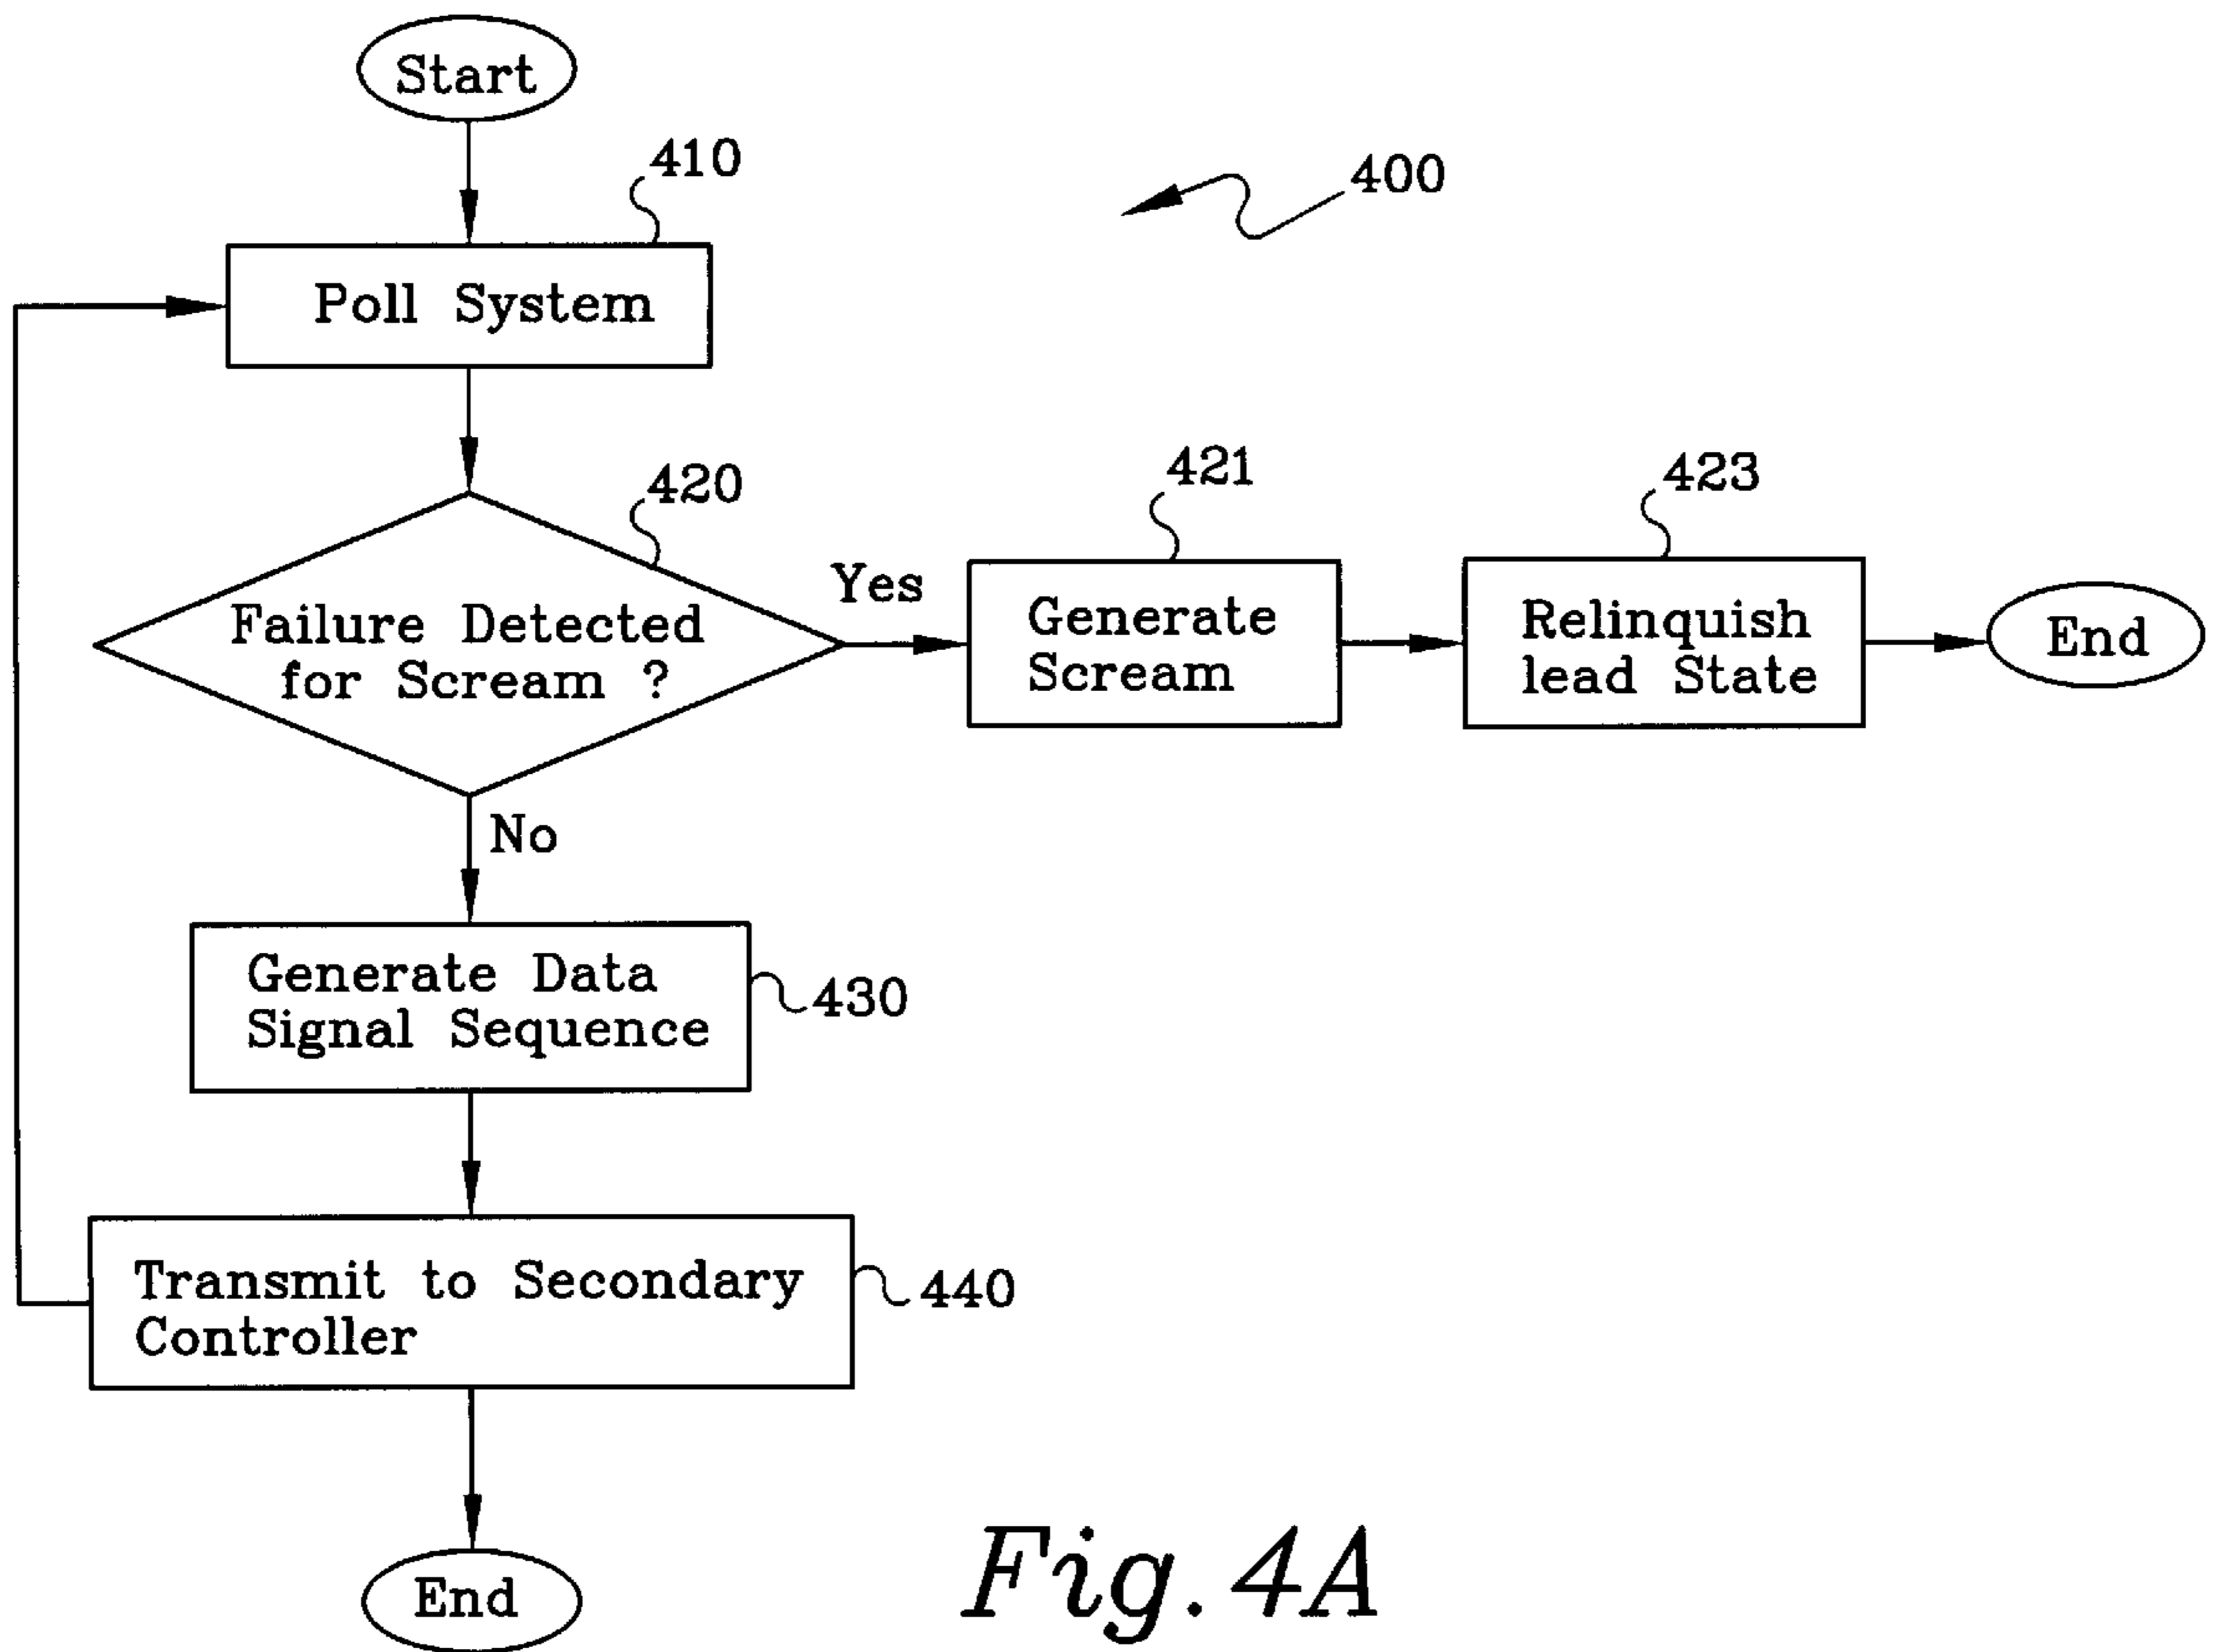 Start
410
400
Poll System
420
421
423
Yes
Failure Detected
for Scream ?
Generate
Scream
Relinquish
lead State
End
No
Generate Data
Signal Sequence
430
Transmit to Secondary
Controller
440
End
Fig. 4A